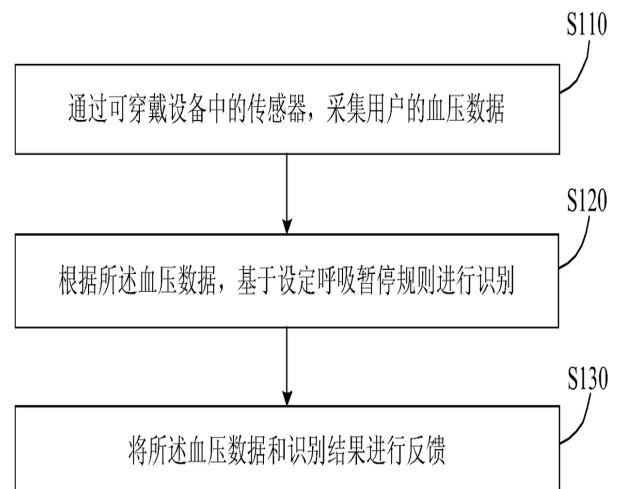 S110
通过可穿戴设备中的传感器，采集用户的血压数据
S120
根据所述血压数据，基于设定呼吸暂停规则进行识别
S130
将所述血压数据和识别结果进行反馈